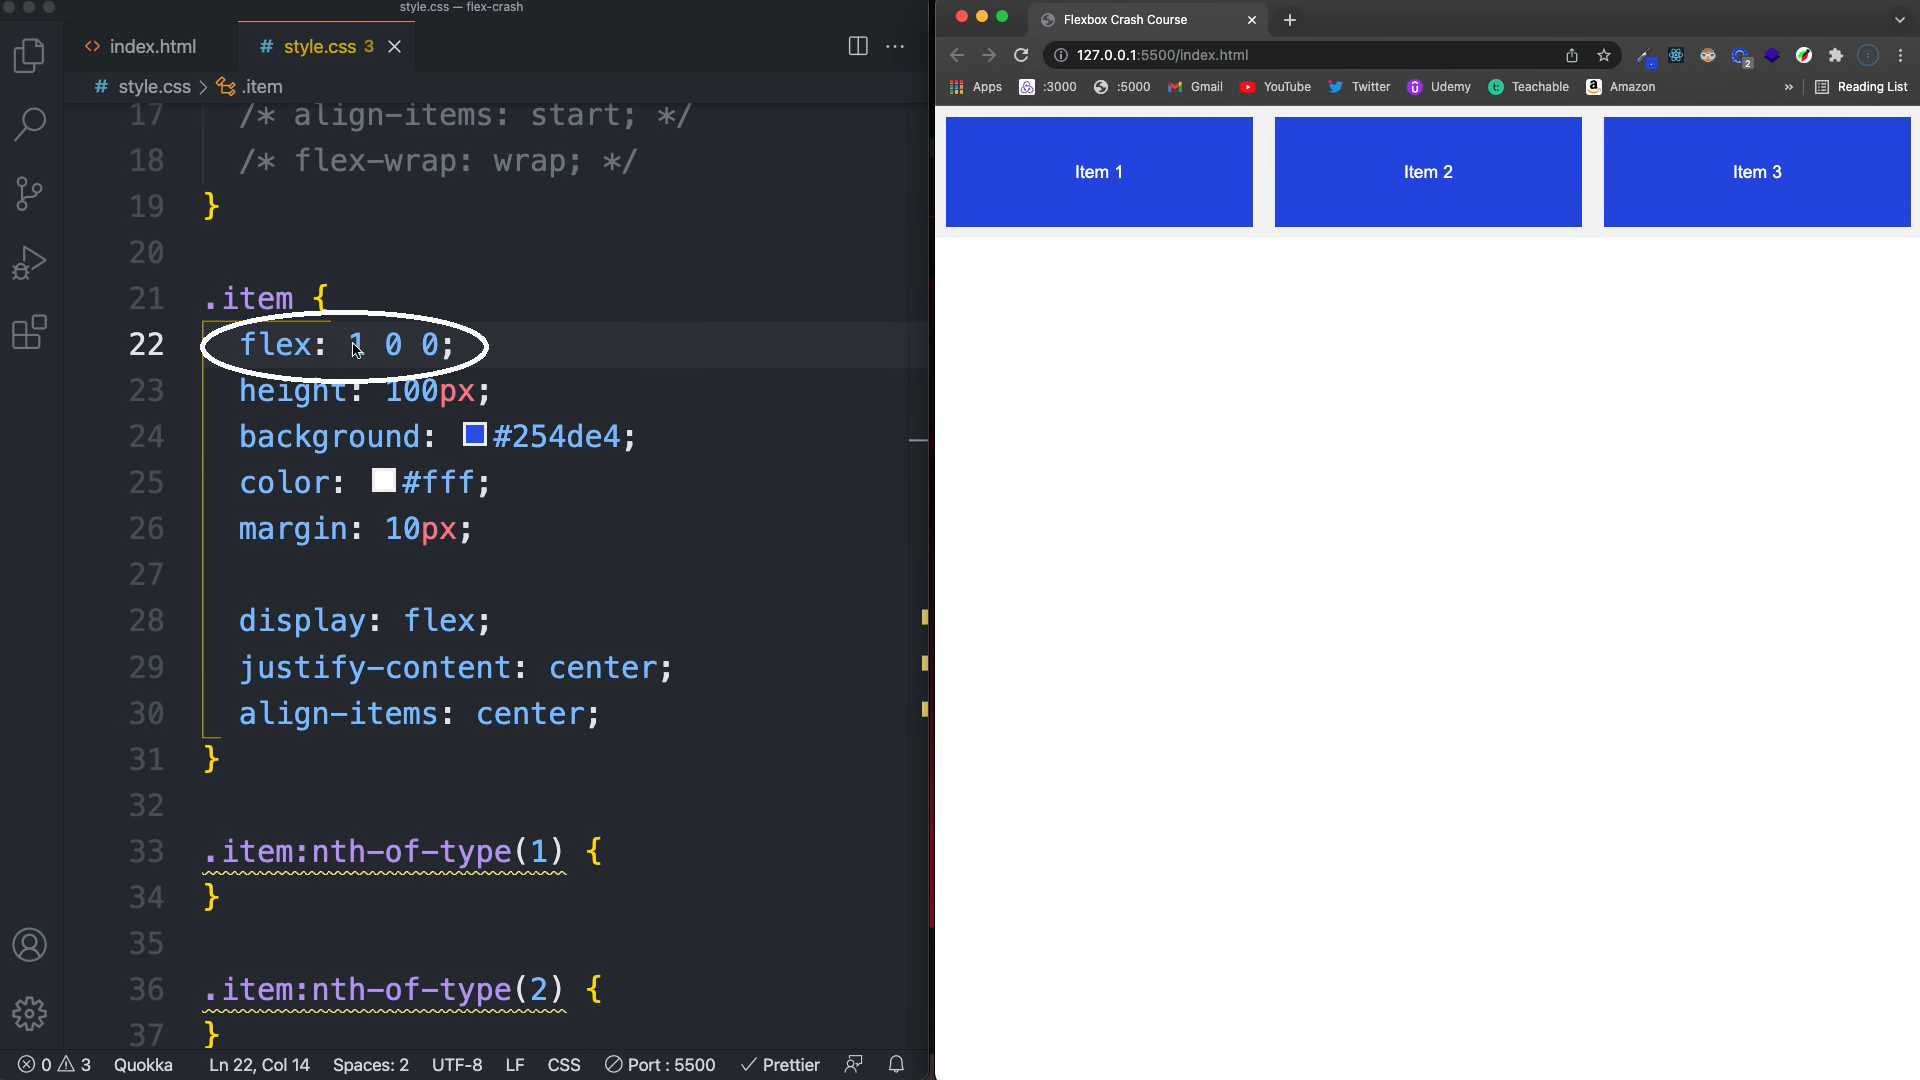 style.css — flex-crash
index.html
# style.css 3
# style.css > .item
17 /* align-items: start; */
18 /* flex-wrap: wrap; */
19 }
20
21 .item {
22 flex: 1 0 0;
23 height: 100px;
24 background: #254de4;
25 color: #fff;
26 margin: 10px;
27
28 display: flex;
29 justify-content: center;
30 align-items: center;
31 }
32
33 .item:nth-of-type(1) {
34 }
35
36 .item:nth-of-type(2) {
37 }
0 3 Quokka Ln 22, Col 14 Spaces: 2 UTF-8 LF CSS Port : 5500 Prettier
Flexbox Crash Course
127.0.0.1:5500/index.html
2
Apps :3000 :5000 Gmail YouTube Twitter Udemy Teachable Amazon » Reading List
Item 1 Item 2 Item 3